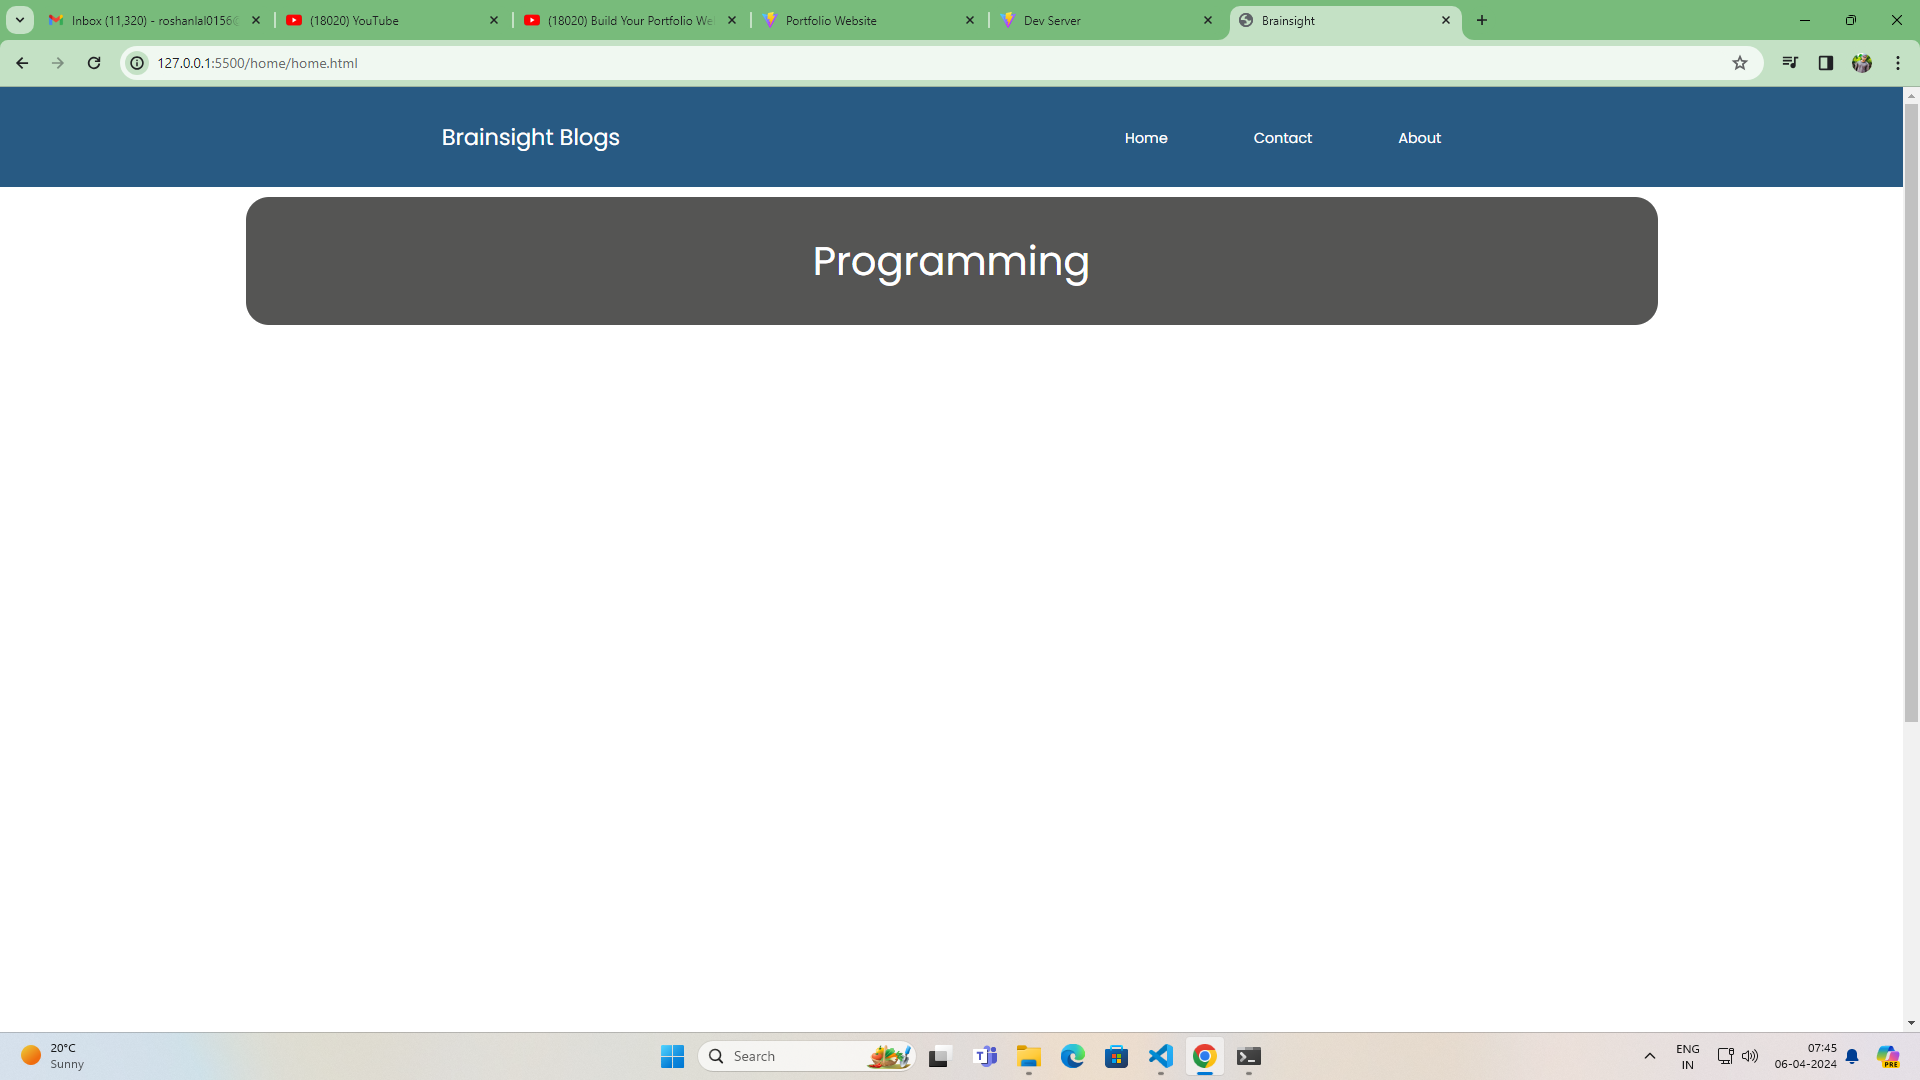 Inbox (11,320) - roshanlal0156@
(18020) YouTube
(18020) Build Your Portfolio We
Portfolio Website
Dev Server
Brainsight
127.0.0.1:5500/home/home.html
Brainsight Blogs
Home
Contact
About
Programming
20°C
Sunny
Search
ENG
IN
07:45
06-04-2024
PRE